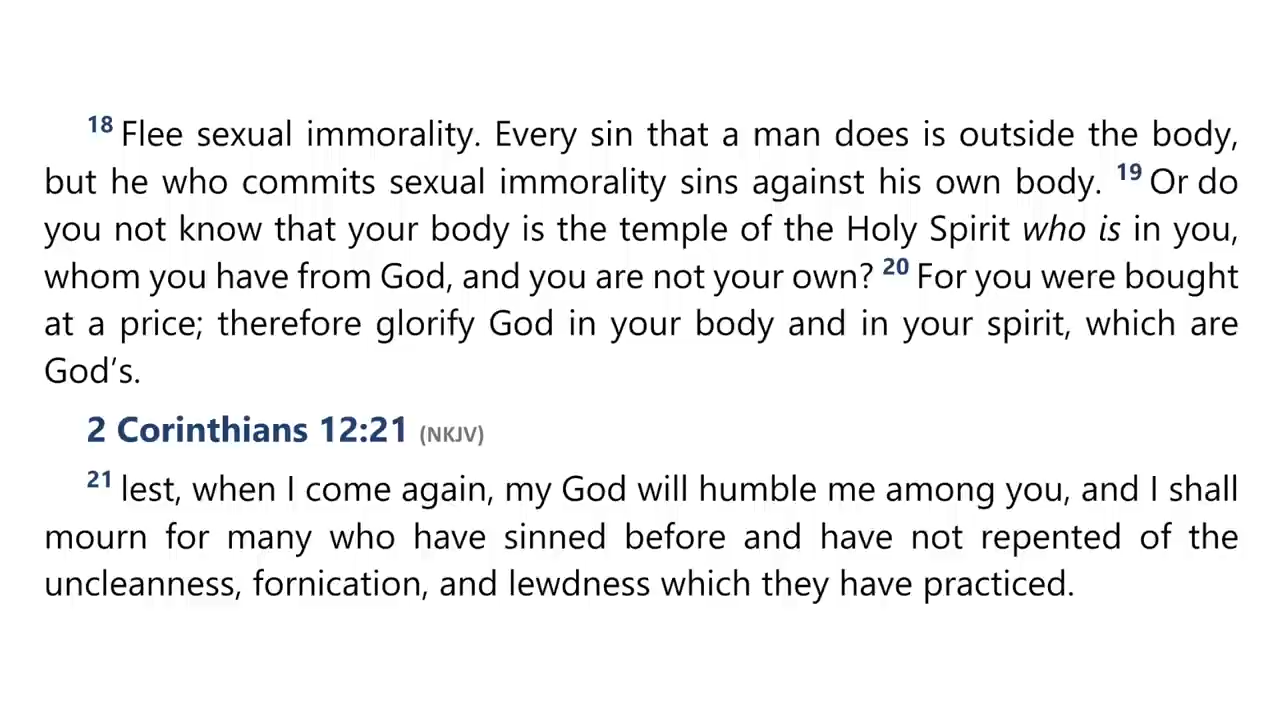 18 Flee sexual immorality. Every sin that a man does is outside the body,
but he who commits sexual immorality sins against his own body. 19 Or do
you not know that your body is the temple of the Holy Spirit who is in you,
whom you have from God, and you are not your own? 20 For you were bought
at a price; therefore glorify God in your body and in your spirit, which are
God’s.
2 Corinthians 12:21 (NKJV)
21 lest, when I come again, my God will humble me among you, and I shall
mourn for many who have sinned before and have not repented of the
uncleanness, fornication, and lewdness which they have practiced.